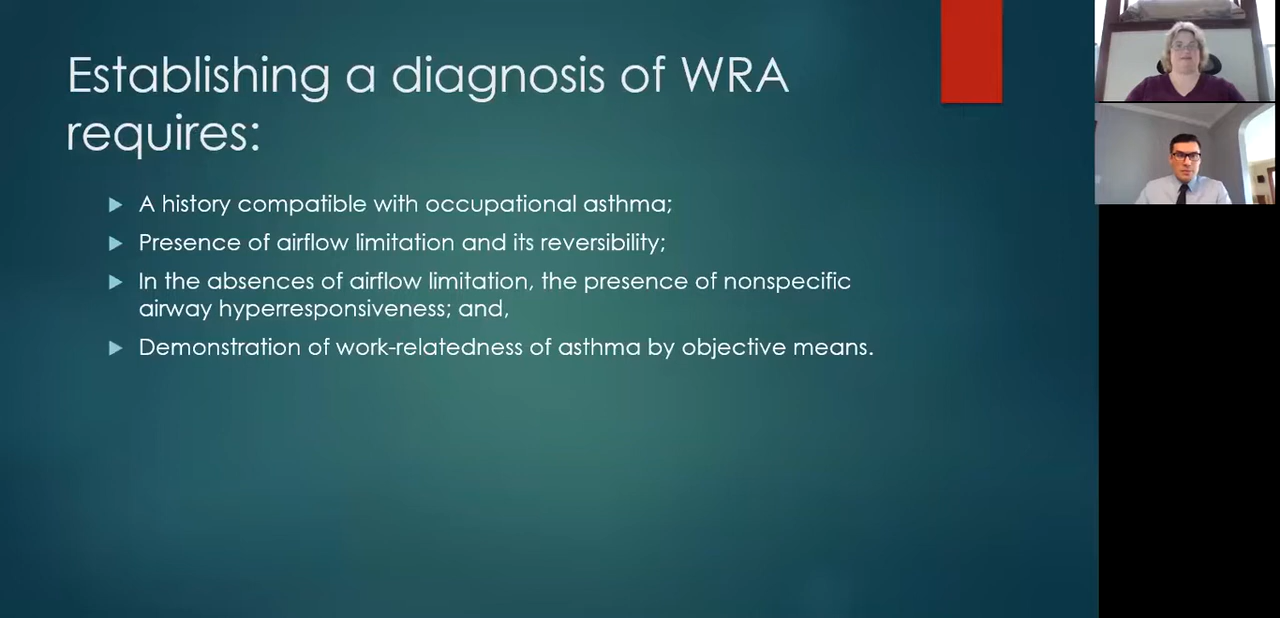 Establishing a diagnosis of WRA
requires:
A history compatible with occupational asthma;
Presence of airflow limitation and its reversibility;
In the absences of airflow limitation, the presence of nonspecific
airway hyperresponsiveness; and,
Demonstration of work-relatedness of asthma by objective means.